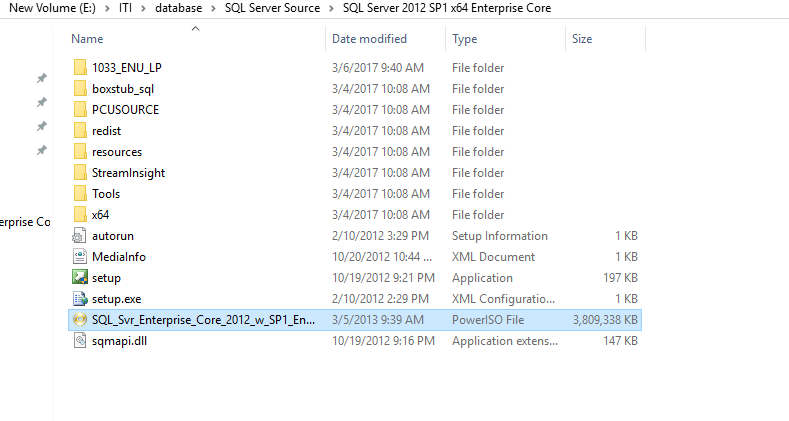 New Volume (E:) > ITI > database > SQL Server Source > SQL Server 2012 SP1 x64 Enterprise Core
Name Date modified Type Size
1033_ENU_LP 3/6/2017 9:40 AM File folder
boxstub_sql 3/4/2017 10:08 AM File folder
PCUSOURCE 3/4/2017 10:08 AM File folder
redist 3/4/2017 10:08 AM File folder
resources 3/4/2017 10:08 AM File folder
StreamInsight 3/4/2017 10:08 AM File folder
Tools 3/4/2017 10:08 AM File folder
x64 3/4/2017 10:08 AM File folder
erprise Co
autorun 2/10/2012 3:29 PM Setup Information 1 KB
MediaInfo 10/20/2012 10:44 ... XML Document 1 KB
setup 10/19/2012 9:21 PM Application 197 KB
setup.exe 2/10/2012 2:29 PM XML Configuratio... 1 KB
SQL_Svr_Enterprise_Core_2012_w_SP1_En... 3/5/2013 9:39 AM PowerISO File 3,809,338 KB
sqmapi.dll 10/19/2012 9:16 PM Application extens... 147 KB